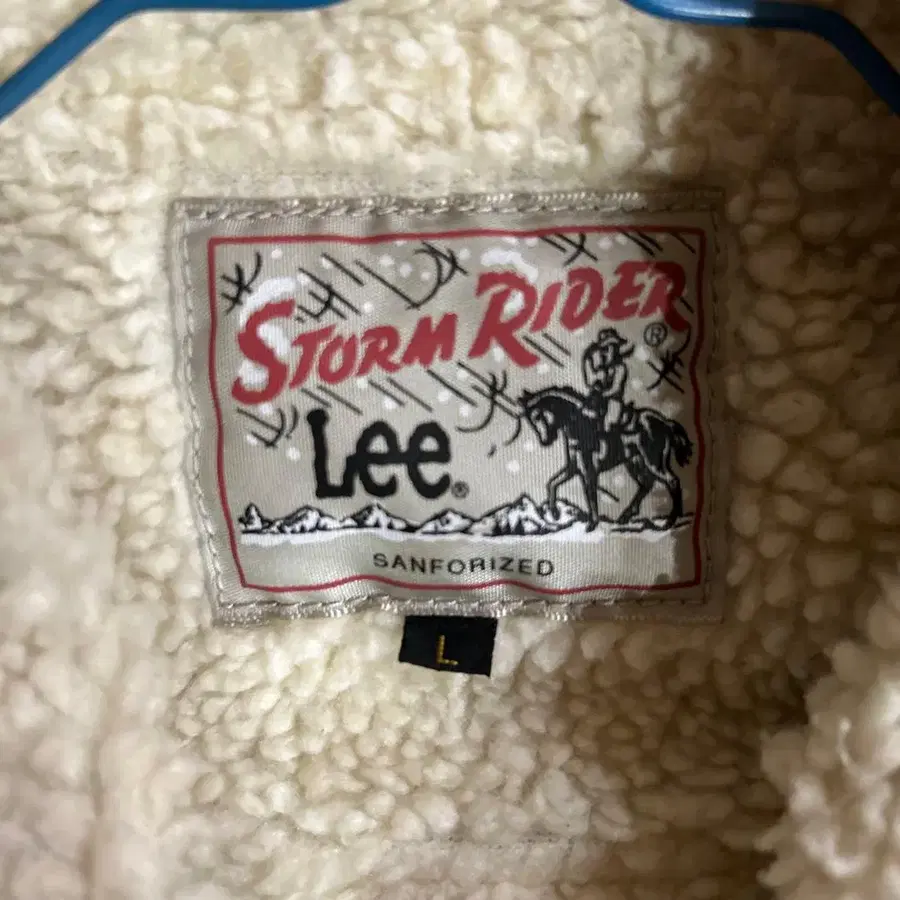 STORM RIDER®
Lee®
SANFORIZED
L